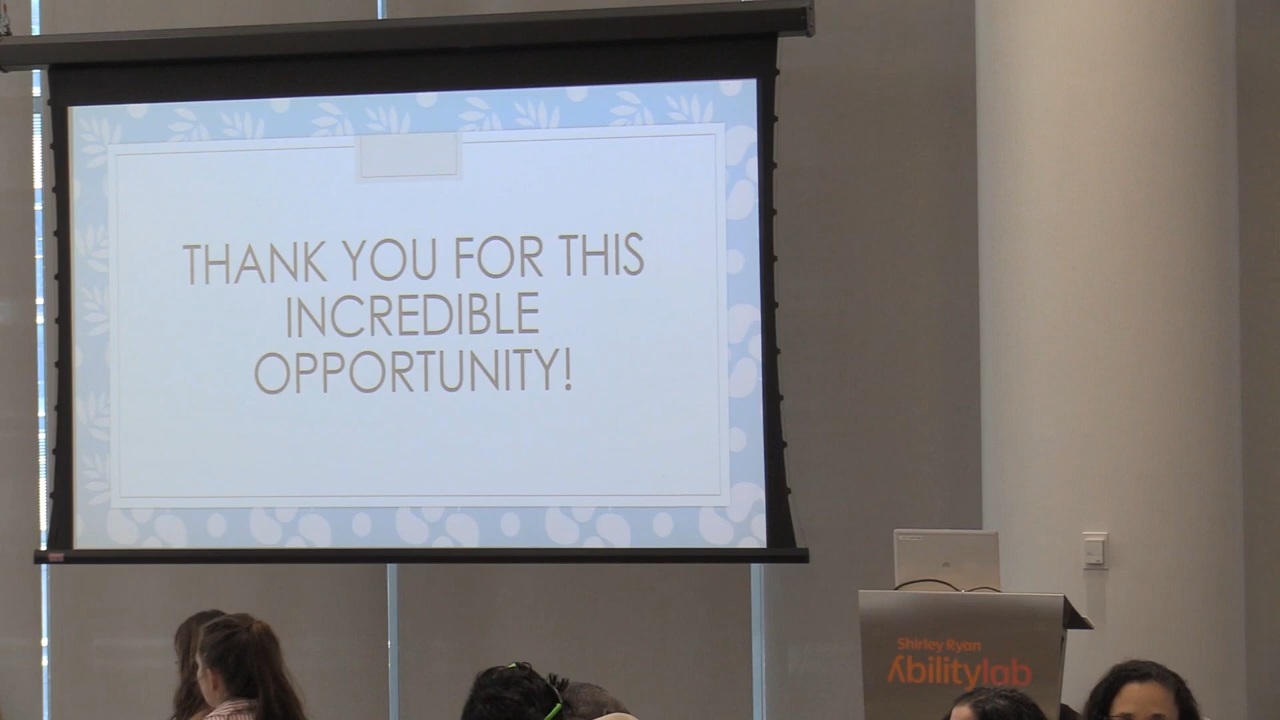 THANK YOU FOR THIS
INCREDIBLE
OPPORTUNITY!
Shirley Ryan
Abilitylab